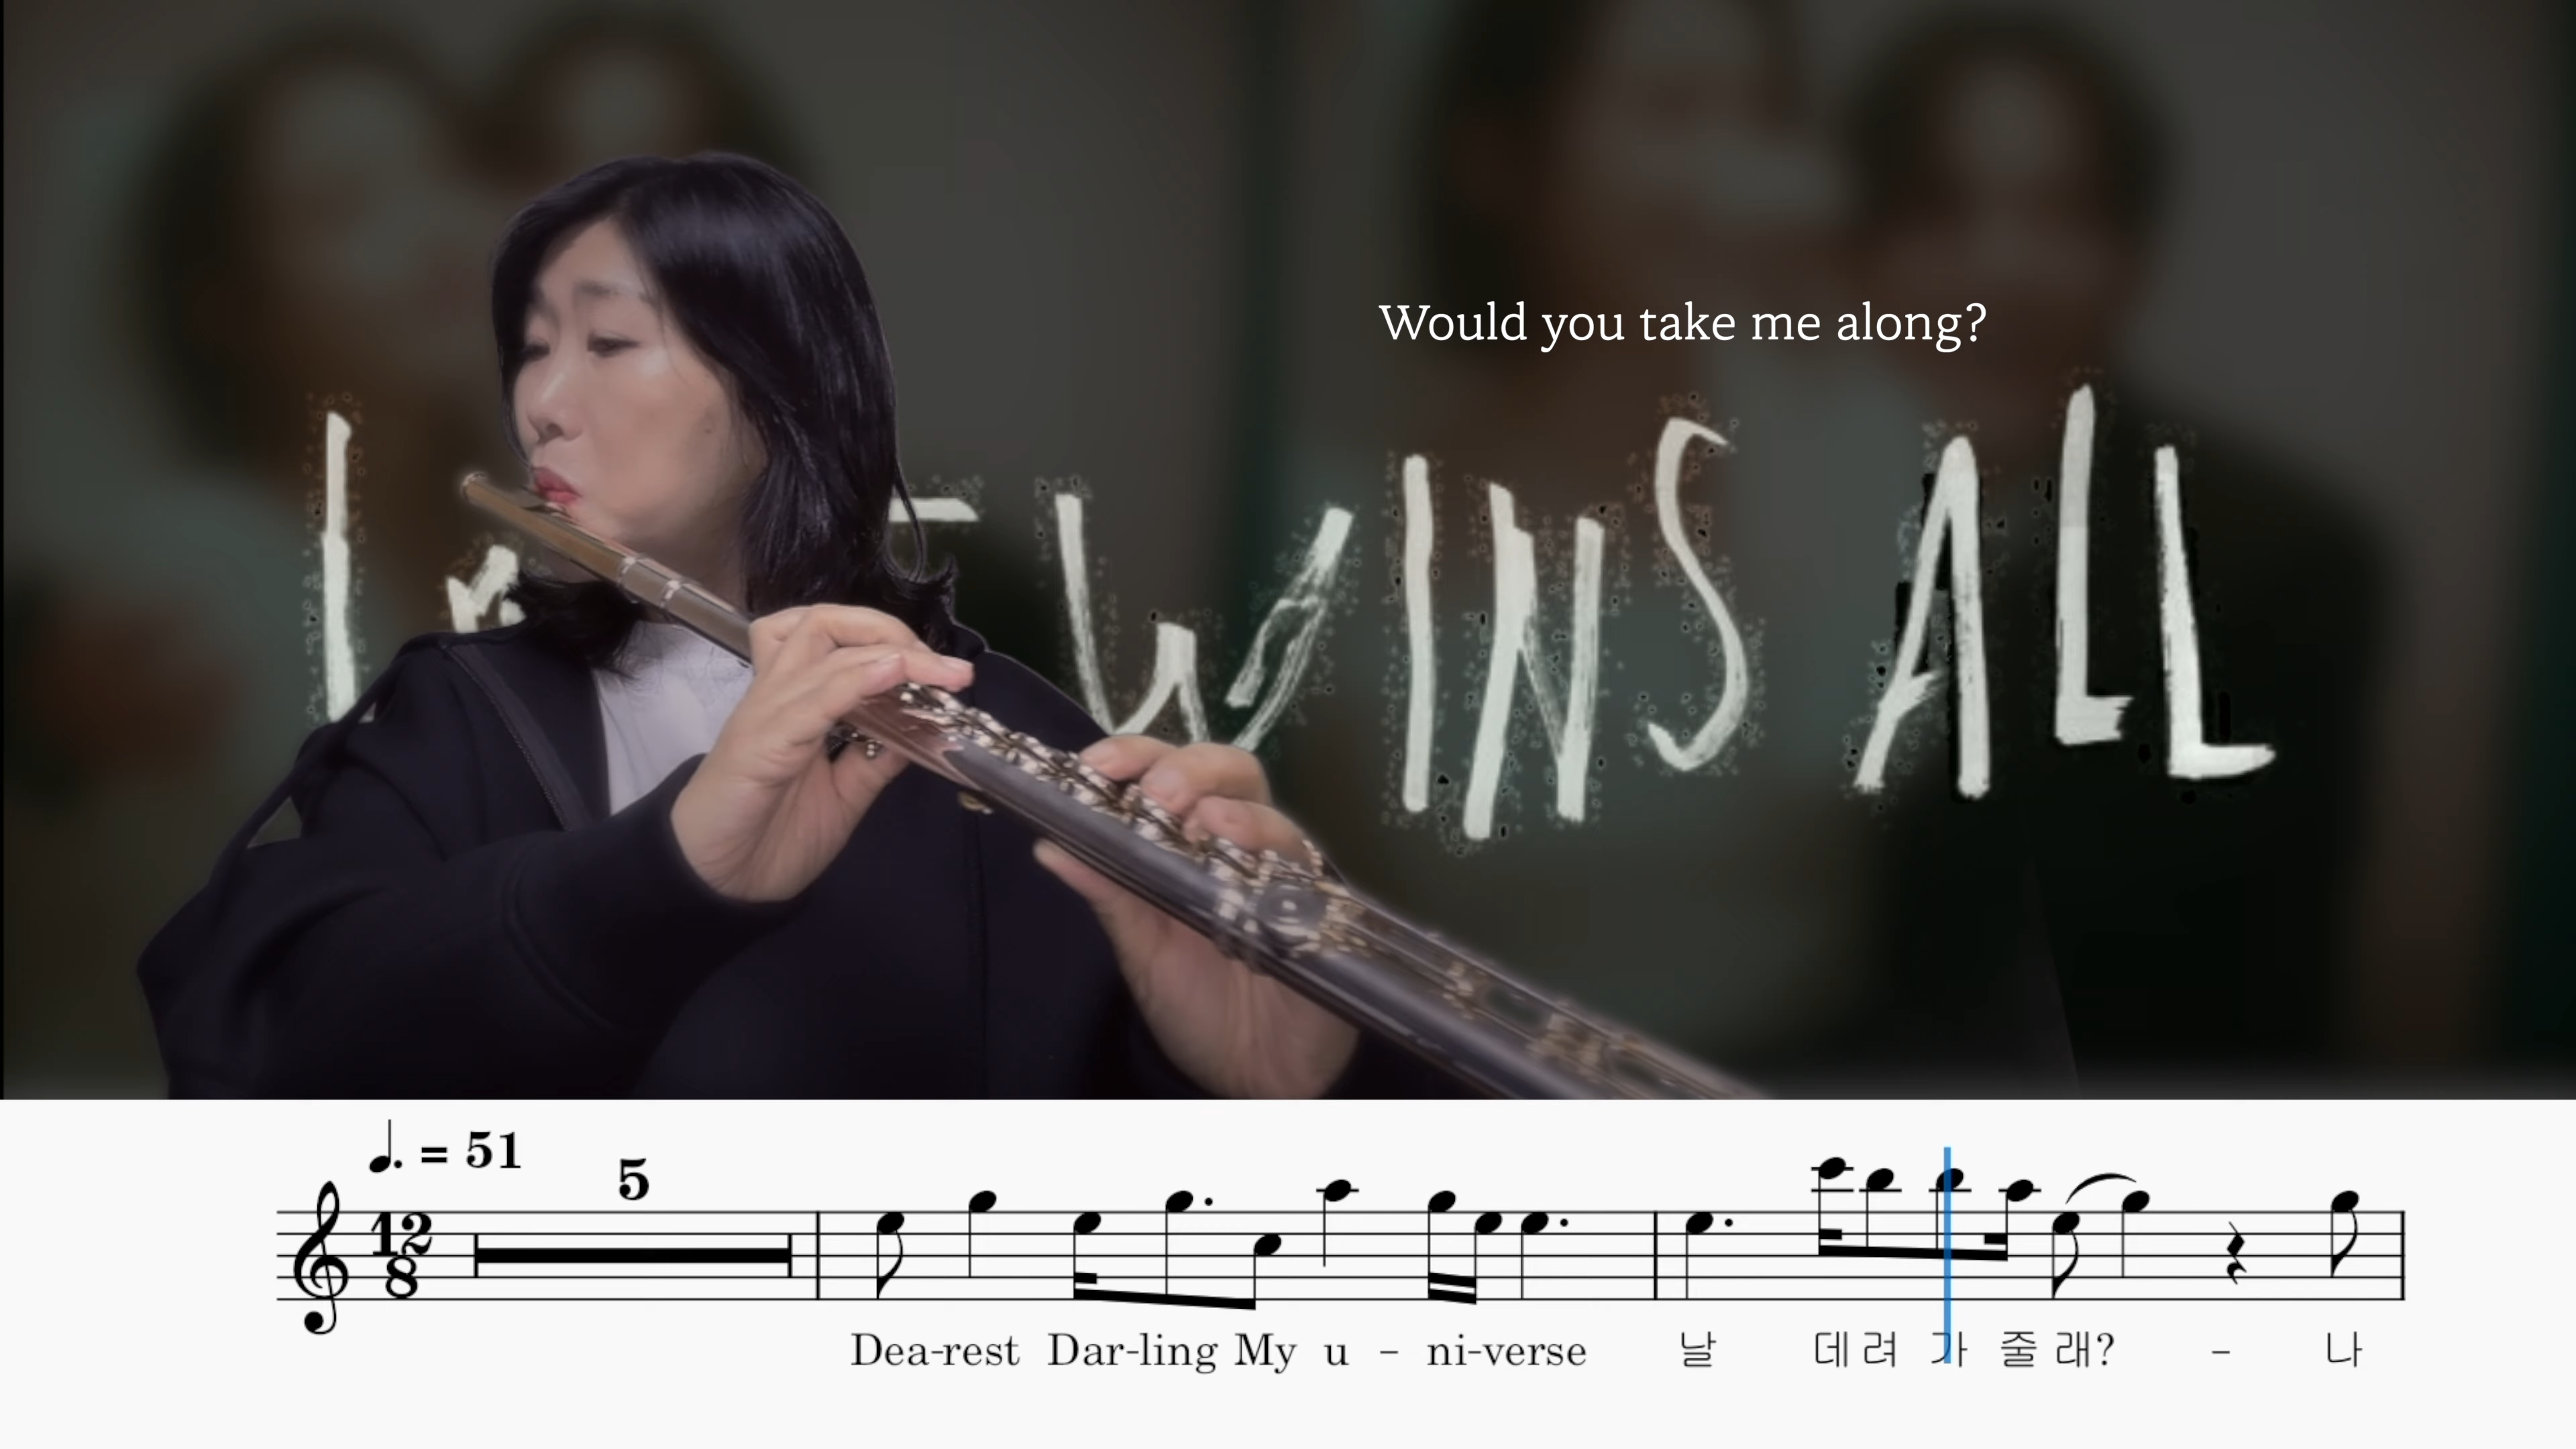 Would you take me along?
WINS ALL
♩. = 51
5
12
8
Dea-rest Dar-ling My u - ni-verse 날 데 려 가 줄 래? - 나